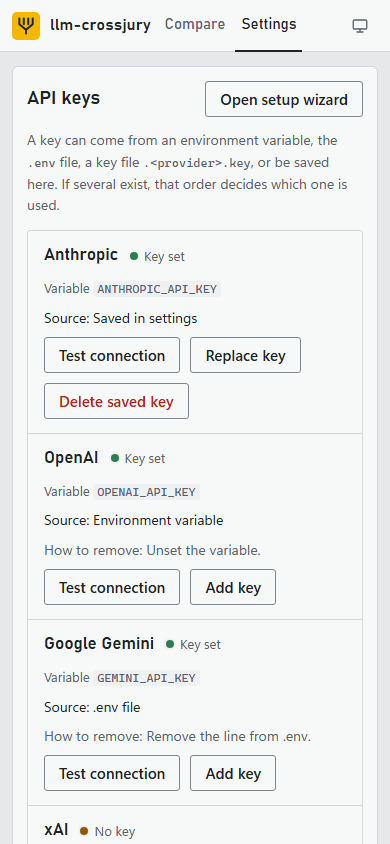 llm-crossjury Compare Settings
API keys
Open setup wizard
A key can come from an environment variable, the
.env file, a key file .<provider>.key, or be saved
here. If several exist, that order decides which one is
used.
Anthropic Key set
Variable ANTHROPIC_API_KEY
Source: Saved in settings
Test connection Replace key
Delete saved key
OpenAI Key set
Variable OPENAI_API_KEY
Source: Environment variable
How to remove: Unset the variable.
Test connection Add key
Google Gemini Key set
Variable GEMINI_API_KEY
Source: .env file
How to remove: Remove the line from .env.
Test connection Add key
xAI No key